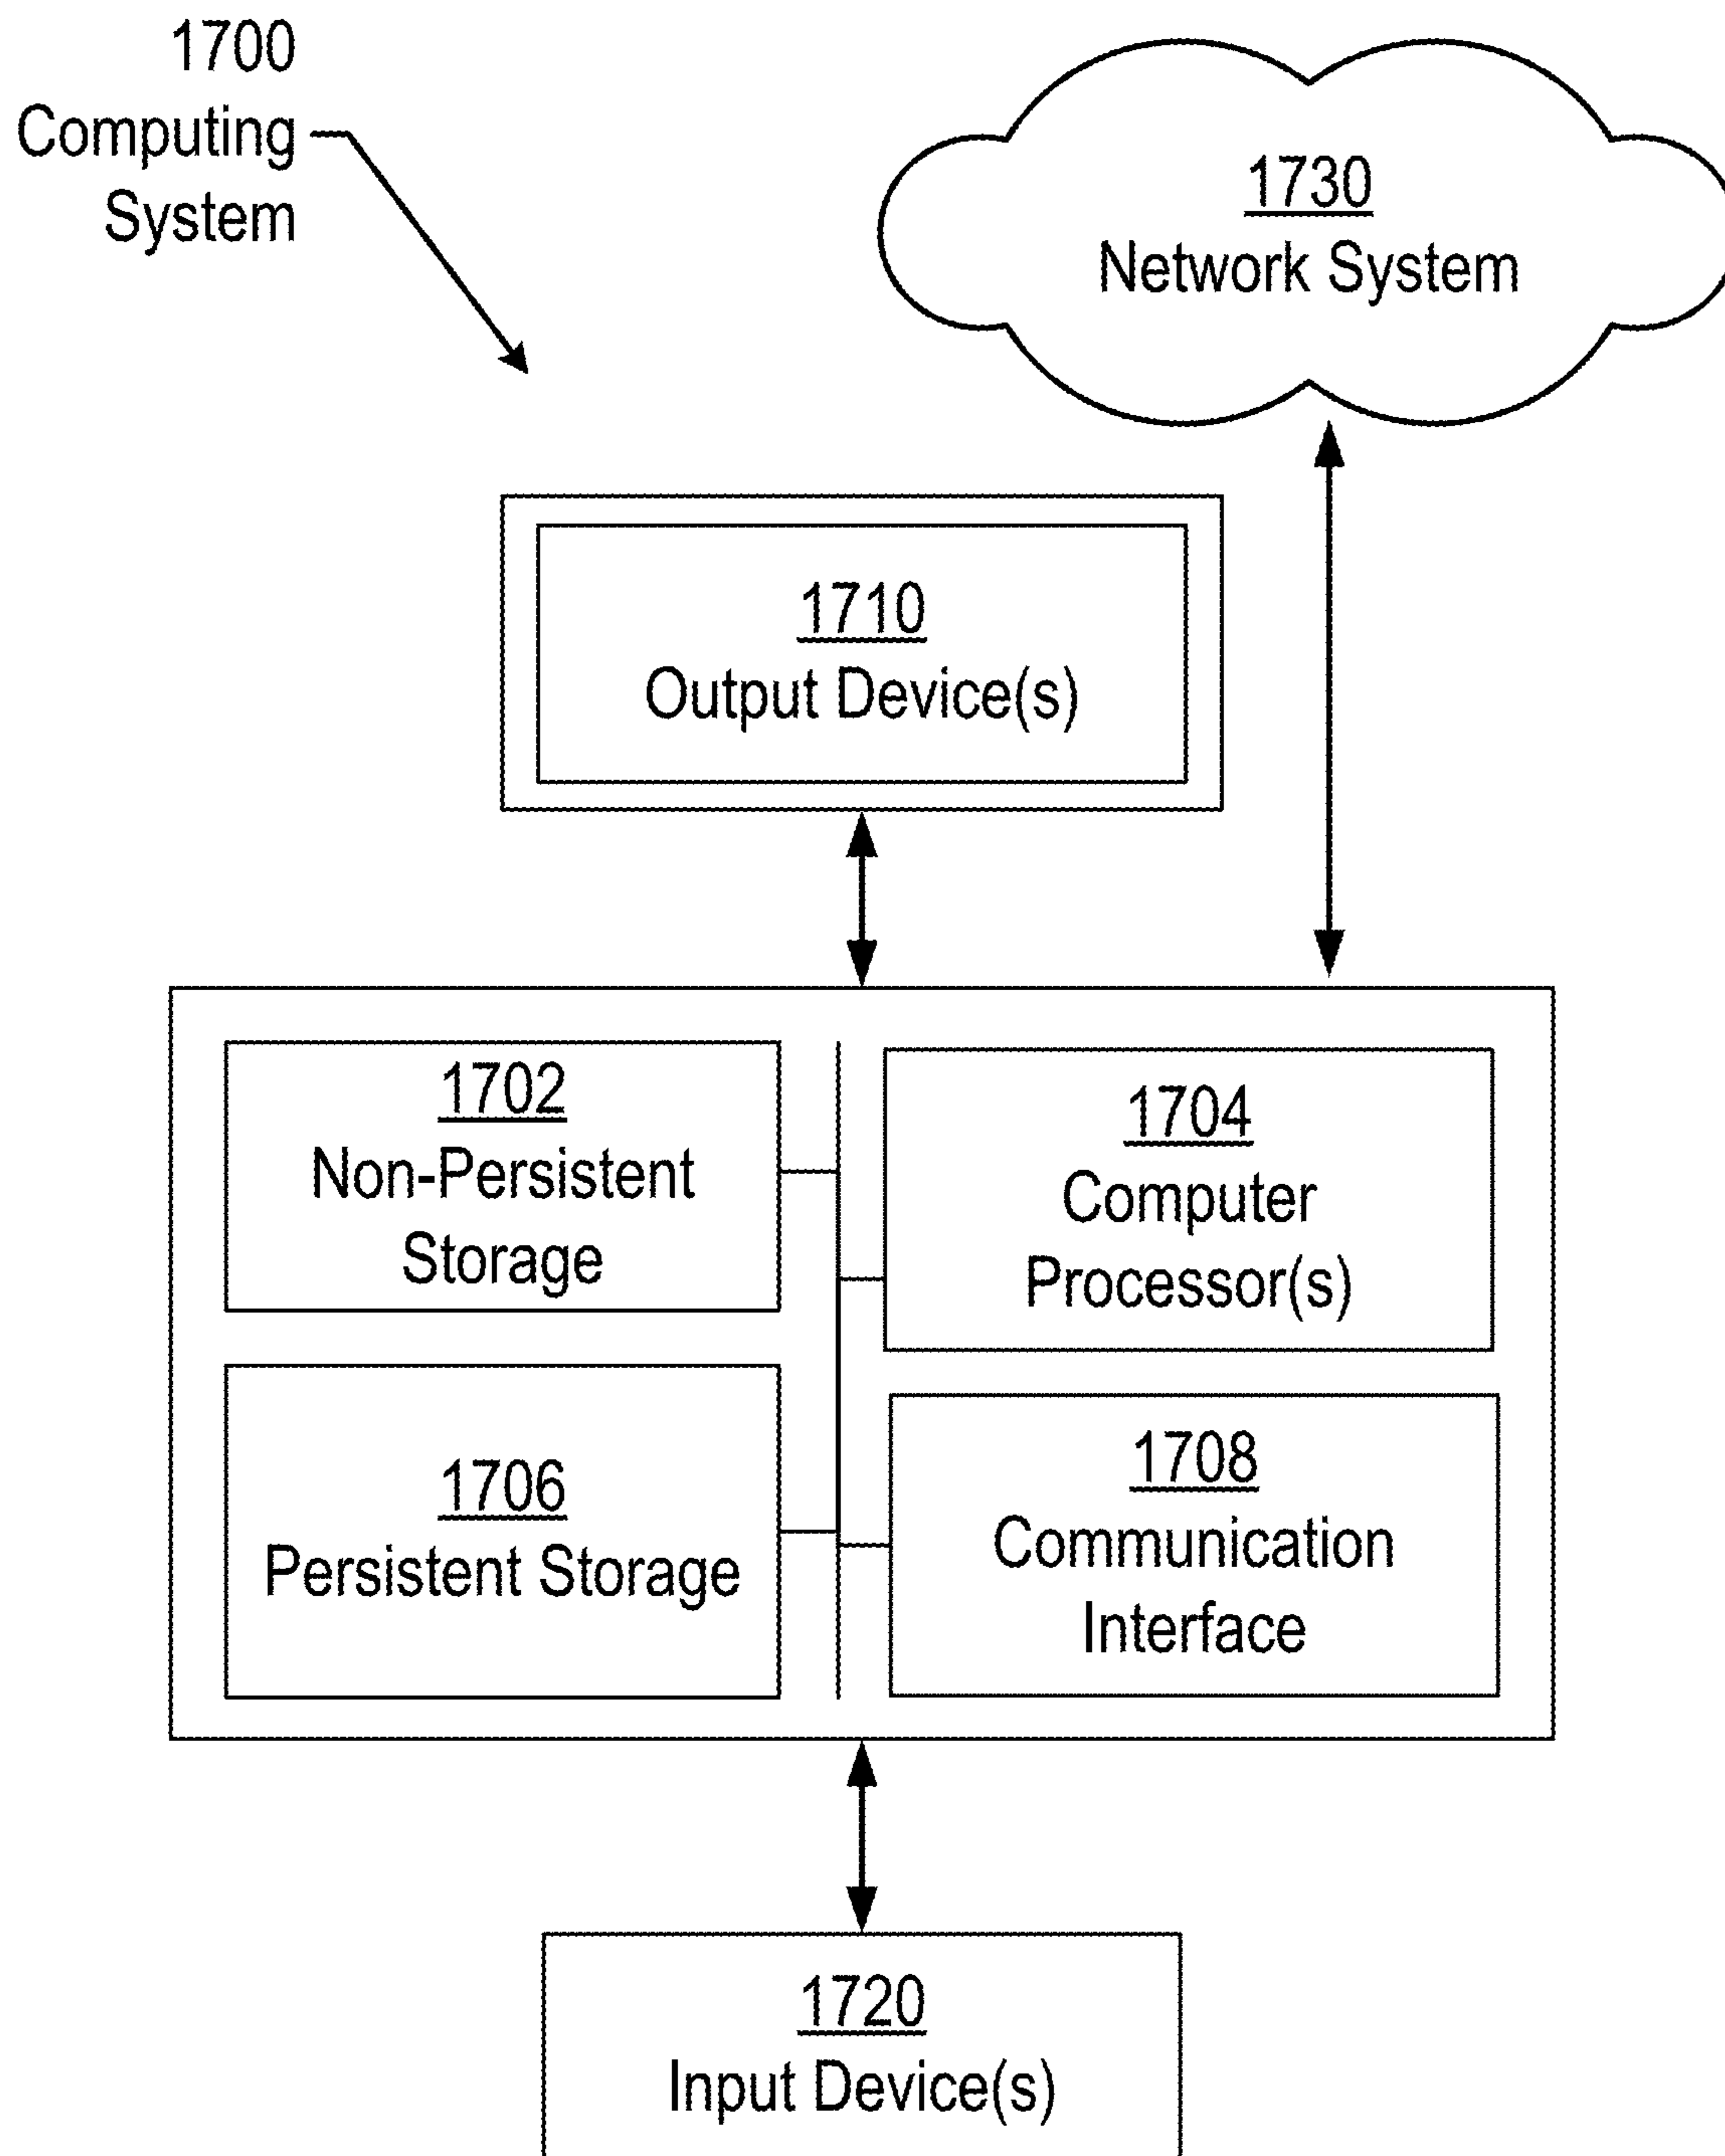 1700
Computing
System
1730
Network System
1710
Output Device(s)
1702
Non-Persistent
Storage
1704
Computer
Processor(s)
1706
Persistent Storage
1708
Communication
Interface
1720
Input Device(s)